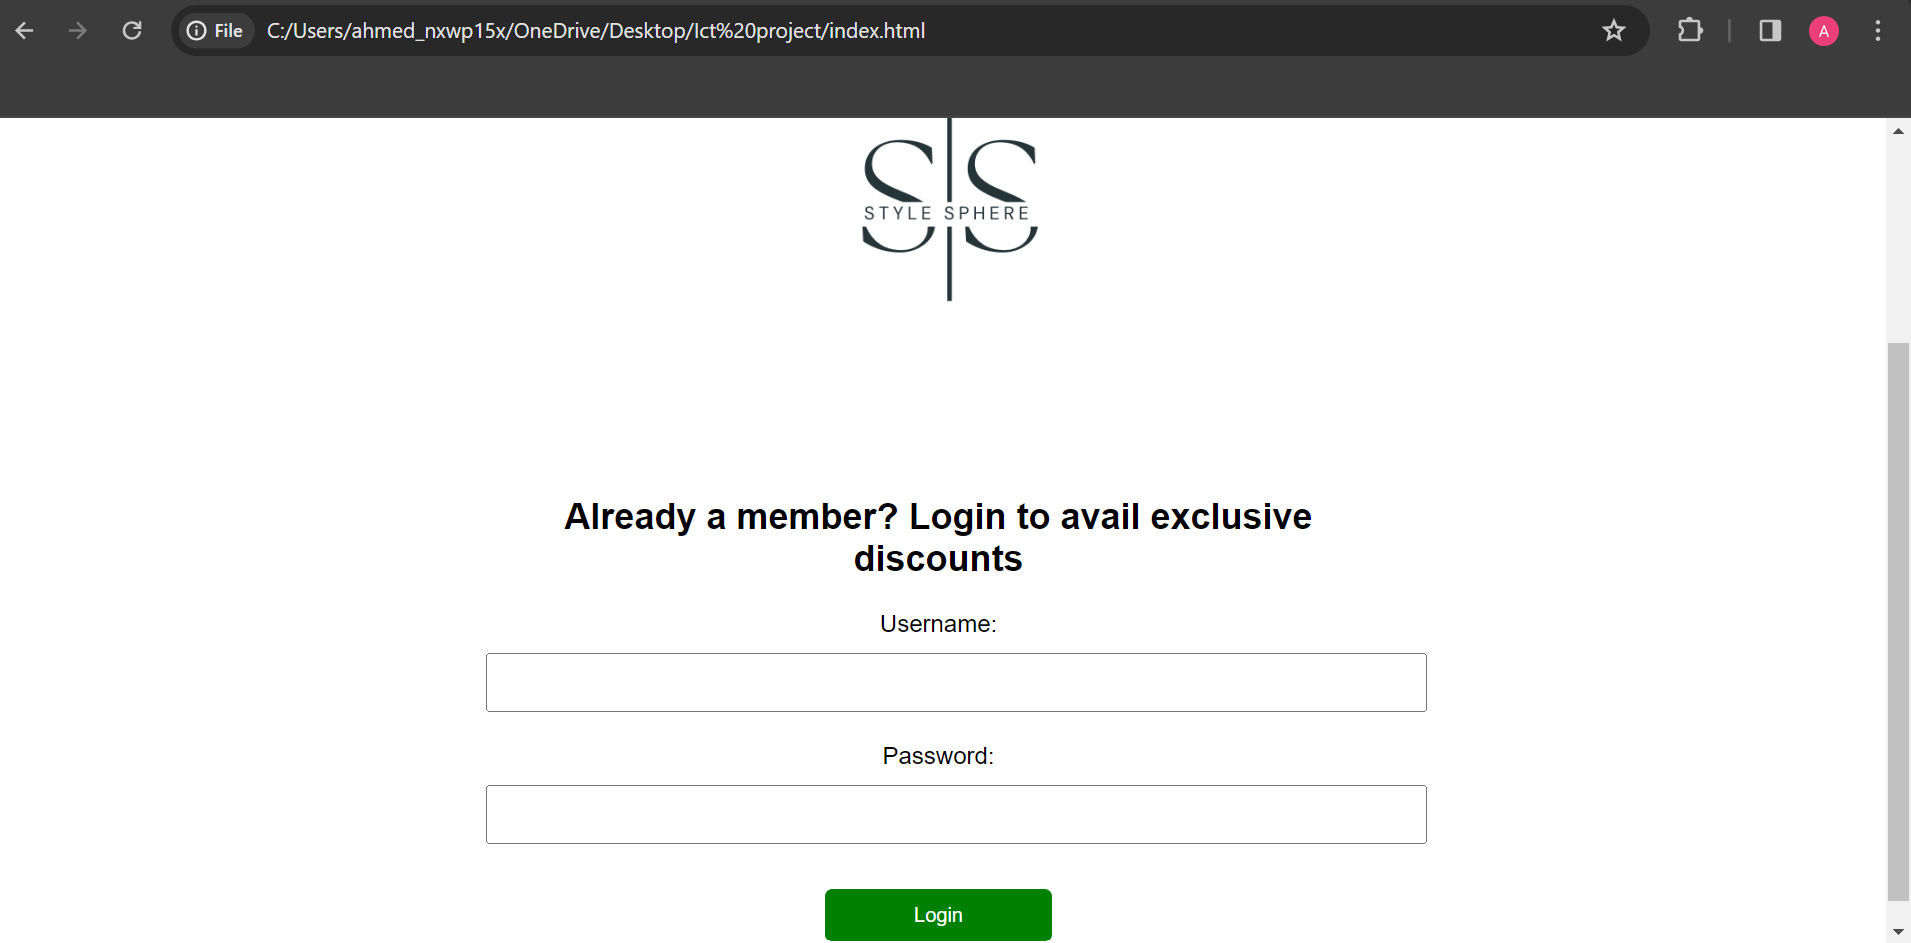 File C:/Users/ahmed_nxwp15x/OneDrive/Desktop/Ict%20project/index.html A
STYLE SPHERE
Already a member? Login to avail exclusive
discounts
Username:
Password:
Login